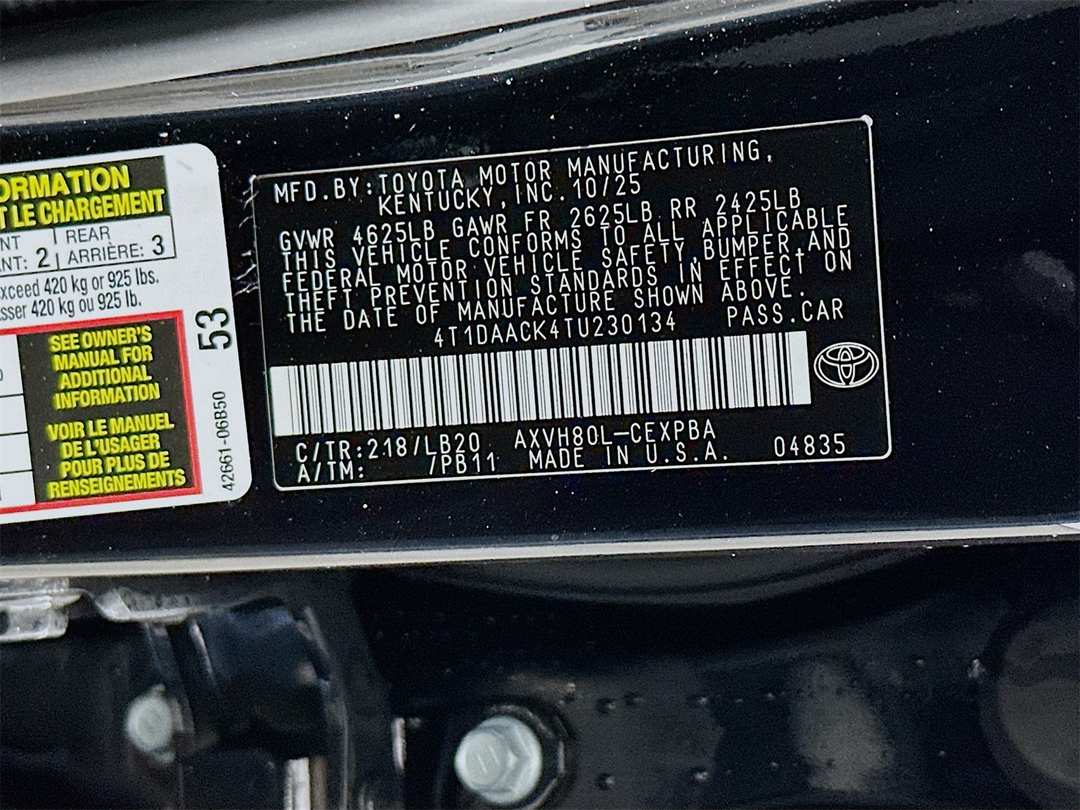 ORMATION
T LE CHARGEMENT
NT REAR
ANT: 2 ARRIÈRE: 3
xceed 420 kg or 925 lbs.
sser 420 kg ou 925 lb.
SEE OWNER'S
MANUAL FOR
ADDITIONAL
INFORMATION
VOIR LE MANUEL
DE L'USAGER
POUR PLUS DE
RENSEIGNEMENTS
53
42661-06B50
MFD.BY:TOYOTA MOTOR MANUFACTURING,
KENTUCKY, INC. 10/25
GVWR 4625LB GAWR FR 2625LB RR 2425LB
THIS VEHICLE CONFORMS TO ALL APPLICABLE
FEDERAL MOTOR VEHICLE SAFETY,BUMPER,AND
THEFT PREVENTION STANDARDS IN EFFECT ON
THE DATE OF MANUFACTURE SHOWN ABOVE.
4T1DAACK4TU230134 PASS.CAR
C/TR:218/LB20 AXVH80L-CEXPBA
A/TM: /PB11 MADE IN U.S.A. 04835